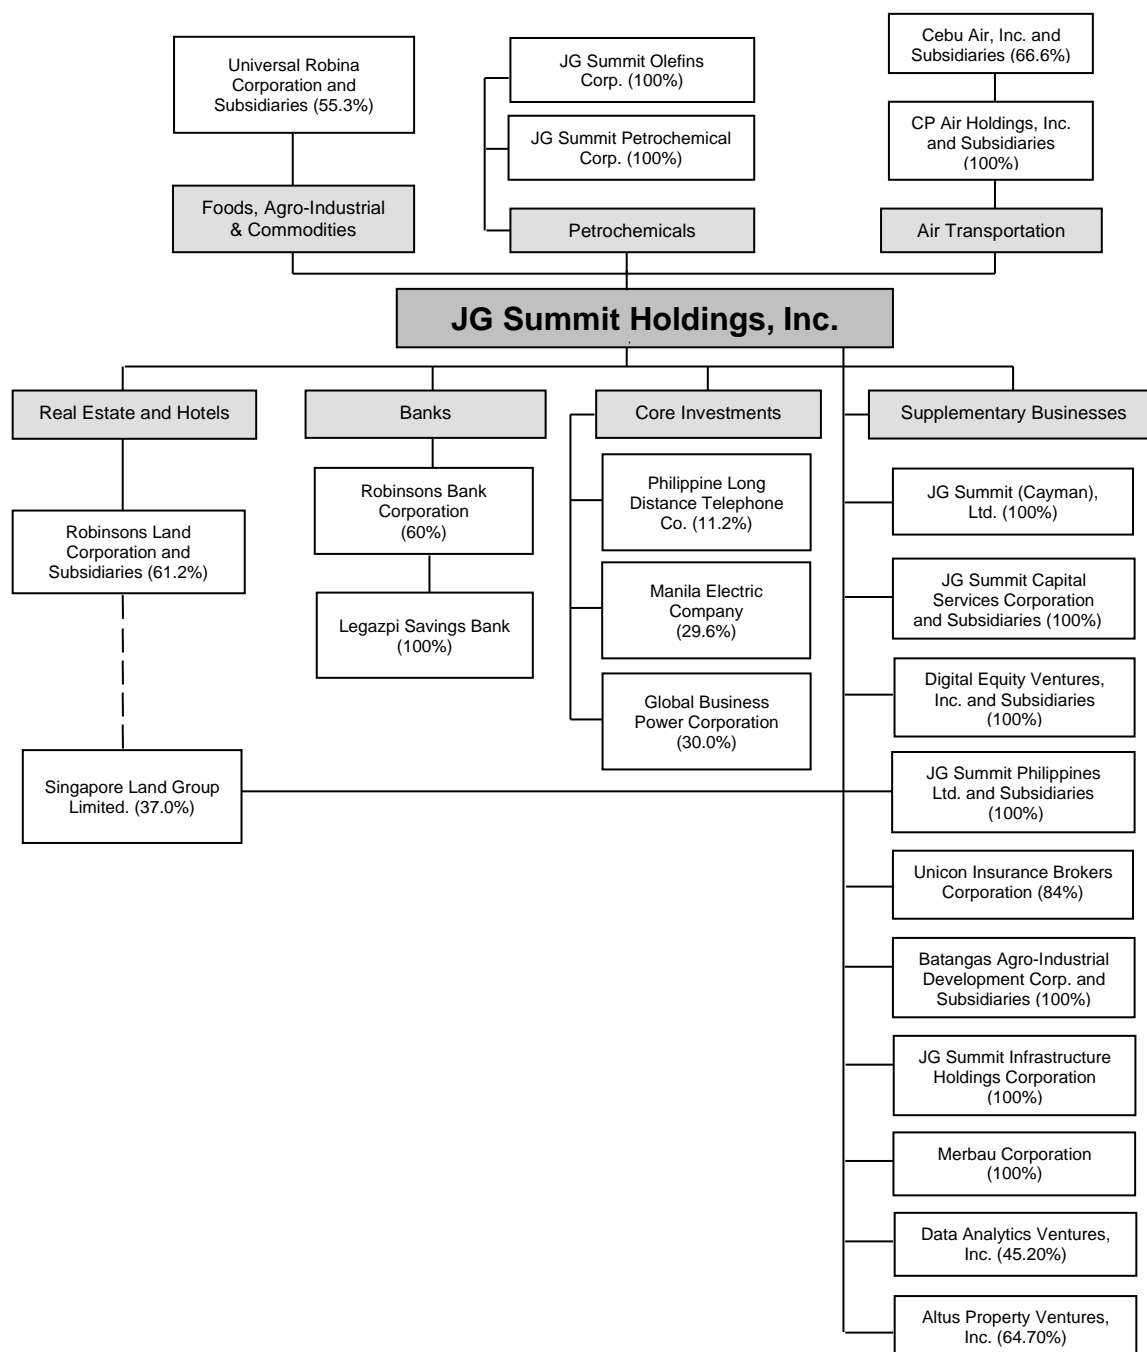 Universal Robina
Corporation and
Subsidiaries (55.3%)
JG Summit Olefins
Corp. (100%)
JG Summit Petrochemical
Corp. (100%)
Cebu Air, Inc. and
Subsidiaries (66.6%)
CP Air Holdings, Inc.
and Subsidiaries
(100%)
Foods, Agro-Industrial
& Commodities
Petrochemicals
Air Transportation
JG Summit Holdings, Inc.
Real Estate and Hotels
Banks
Core Investments
Supplementary Businesses
Robinsons Land
Corporation and
Subsidiaries (61.2%)
Singapore Land Group
Limited. (37.0%)
Robinsons Bank
Corporation
(60%)
Legazpi Savings Bank
(100%)
Philippine Long
Distance Telephone
Co. (11.2%)
Manila Electric
Company
(29.6%)
Global Business
Power Corporation
(30.0%)
JG Summit (Cayman),
Ltd. (100%)
JG Summit Capital
Services Corporation
and Subsidiaries (100%)
Digital Equity Ventures,
Inc. and Subsidiaries
(100%)
JG Summit Philippines
Ltd. and Subsidiaries
(100%)
Unicon Insurance Brokers
Corporation (84%)
Batangas Agro-Industrial
Development Corp. and
Subsidiaries (100%)
JG Summit Infrastructure
Holdings Corporation
(100%)
Merbau Corporation
(100%)
Data Analytics Ventures,
Inc. (45.20%)
Altus Property Ventures,
Inc. (64.70%)